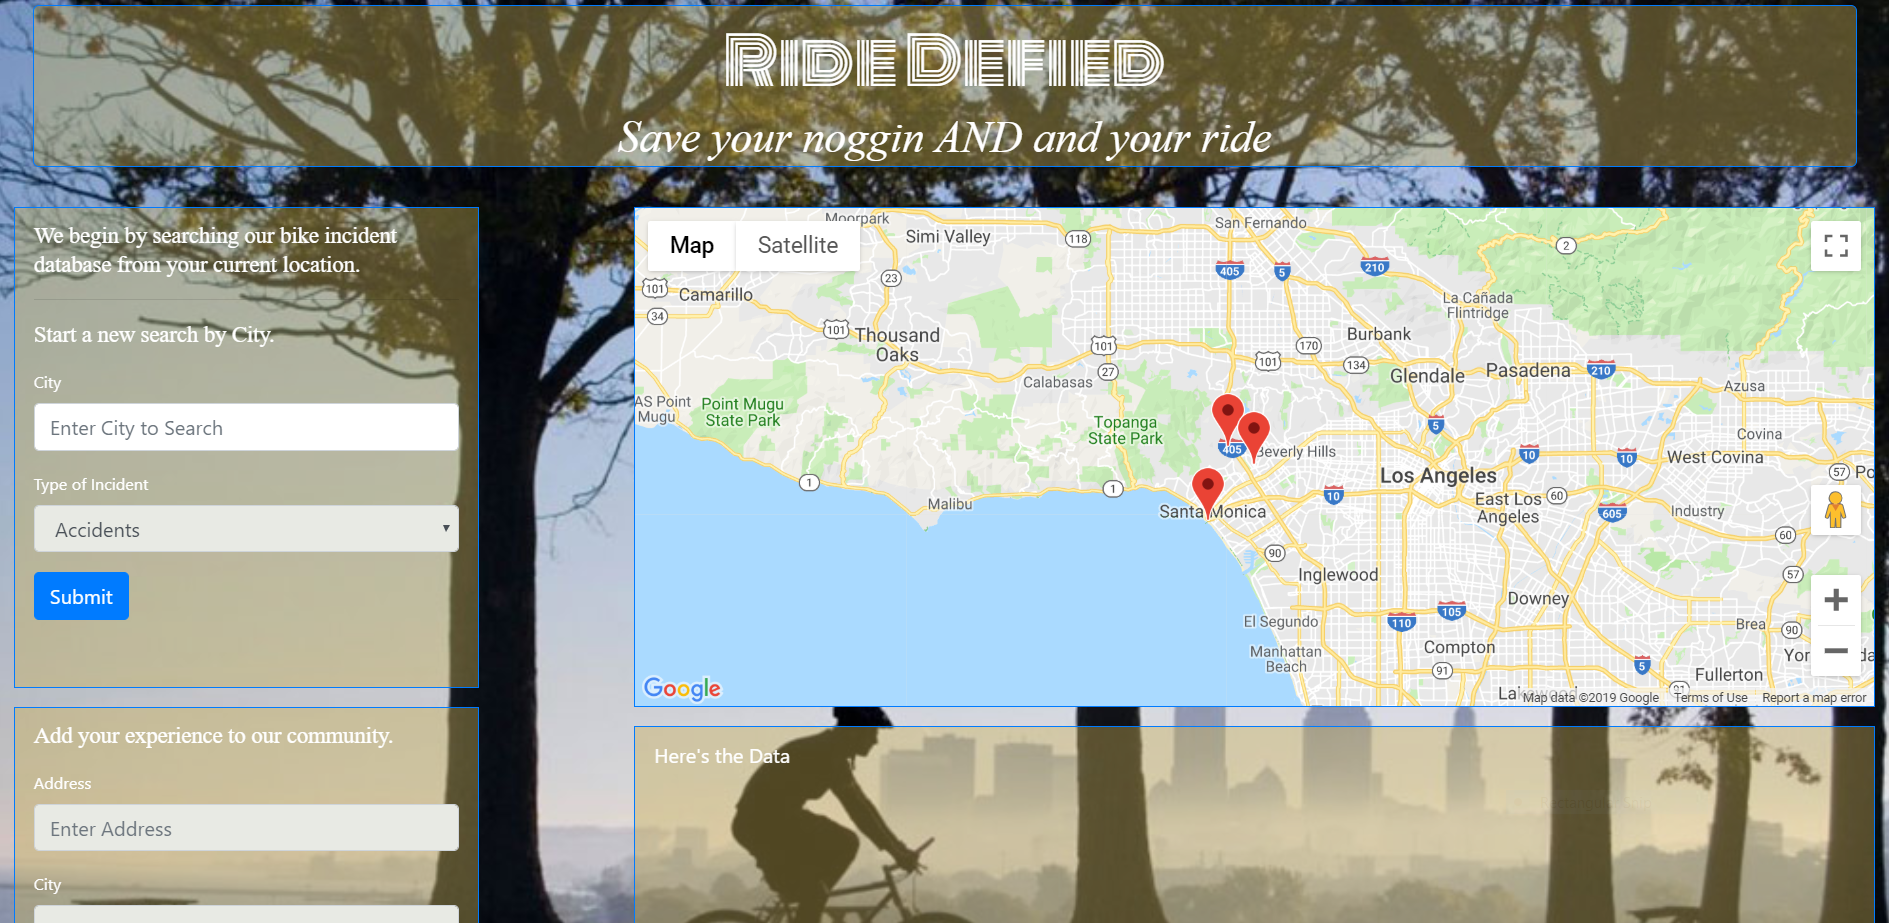 RIDE DEFIED
Save your noggin AND and your ride
We begin by searching our bike incident
database from your current location.
Start a new search by City.
City
Enter City to Search
Type of Incident
Accidents
Submit
Add your experience to our community.
Address
Enter Address
City
Map
Satellite
Moorpark
Simi Valley
118
San Fernando
2
23
405
5
210
101
Camarillo
34
La Cañada
Flintridge
101
Thousand
Oaks
101
170
Burbank
101
134
27
Calabasas
Glendale
Pasadena
210
Azusa
AS Point
Mugu
Point Mugu
State Park
Topanga
State Park
5
Covina
405
Beverly Hills
10
10
West Covina
57
Po
Los Angeles
1
1
Malibu
10
East Los
Angeles
60
605
Industry
Santa Monica
60
90
Inglewood
57
Downey
105
110
El Segundo
Brea
90
Compton
Manhattan
Beach
91
5
Yor
da
Fullerton
91
Lakewood
Google
Map data ©2019 Google
Terms of Use
Report a map error
Here's the Data